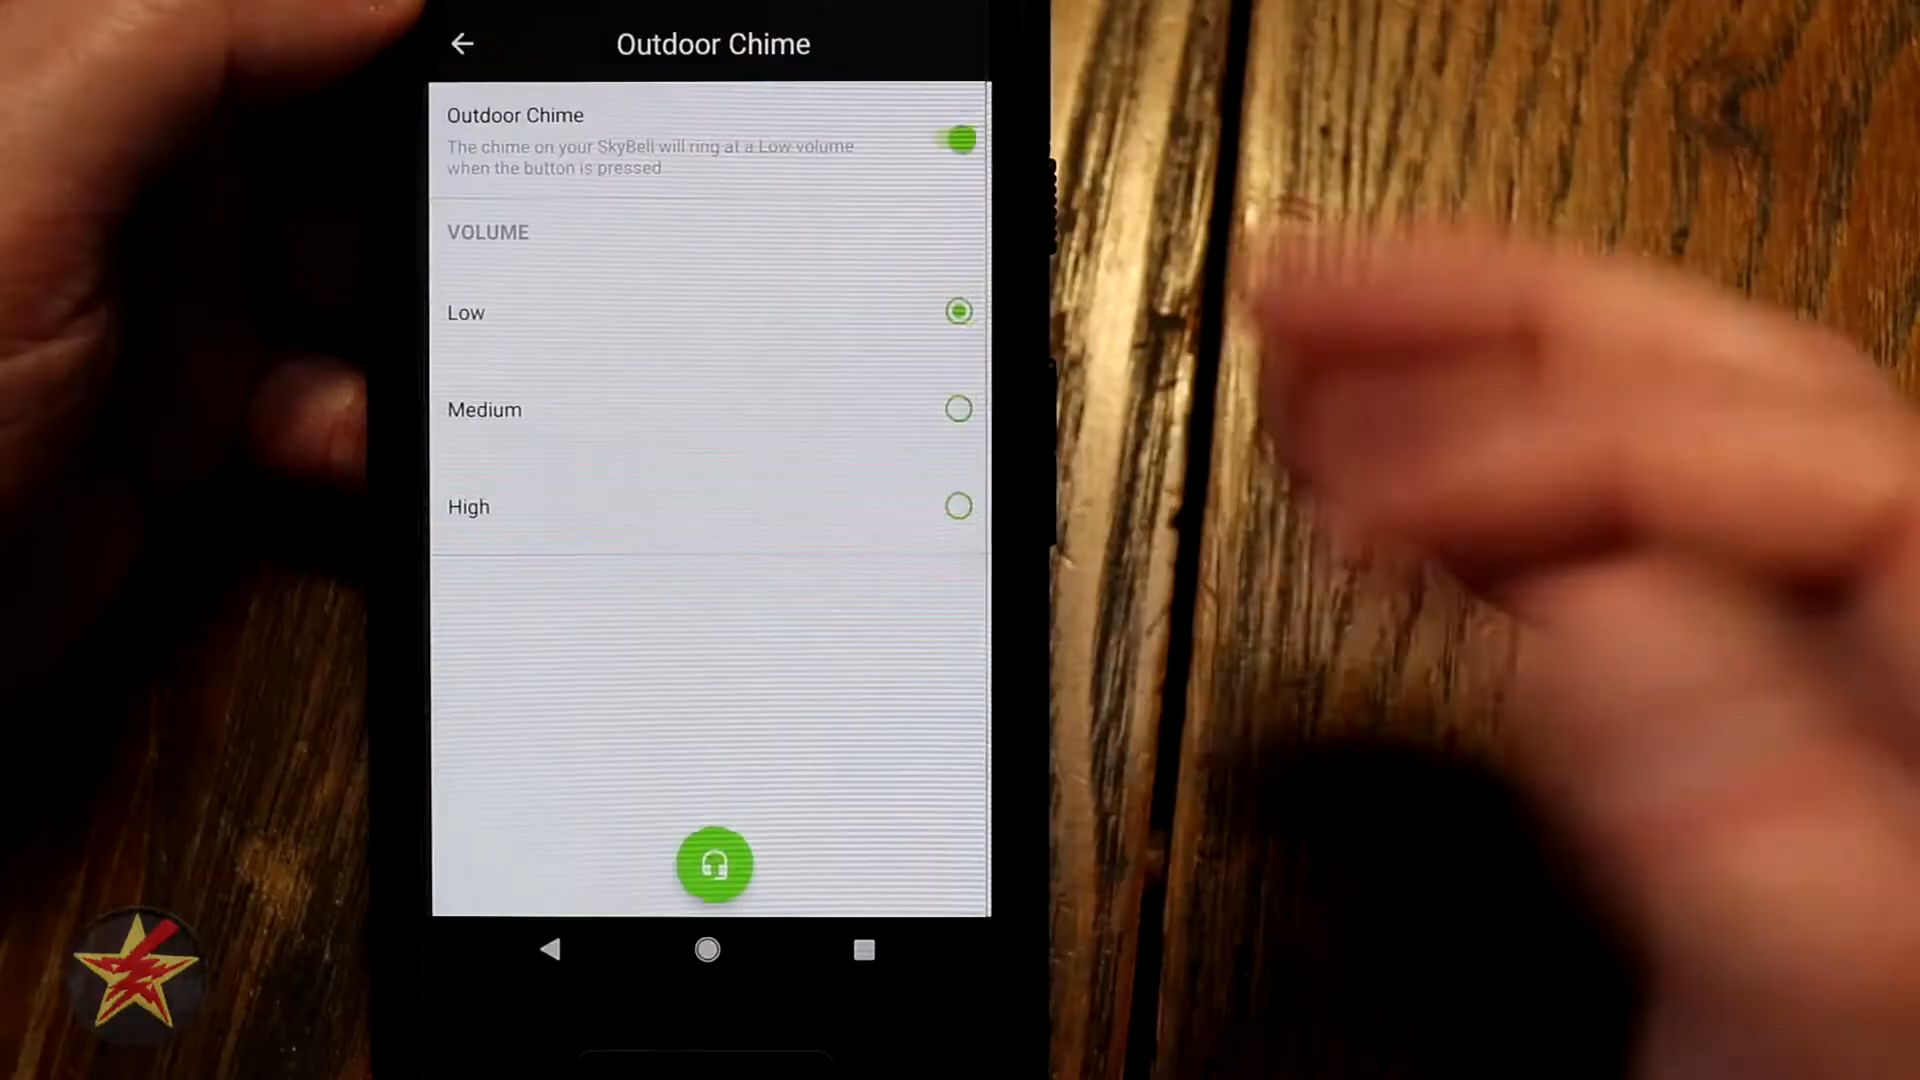 Outdoor Chime
Outdoor Chime
The chime on your SkyBell will ring at a Low volume
when the button is pressed
VOLUME
Low
Medium
High